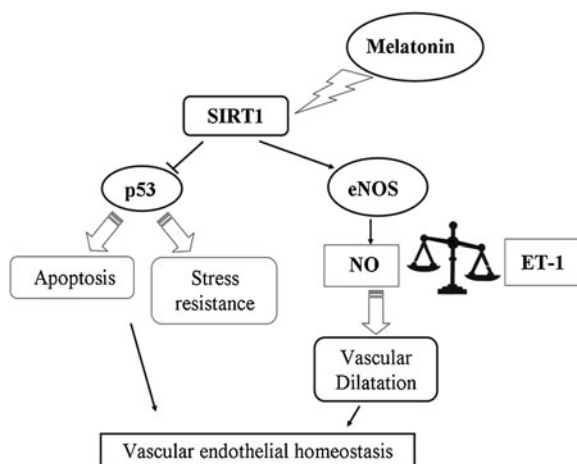 Melatonin
SIRT1
p53
eNOS
Apoptosis
Stress
resistance
NO
ET-1
Vascular
Dilatation
Vascular endothelial homeostasis